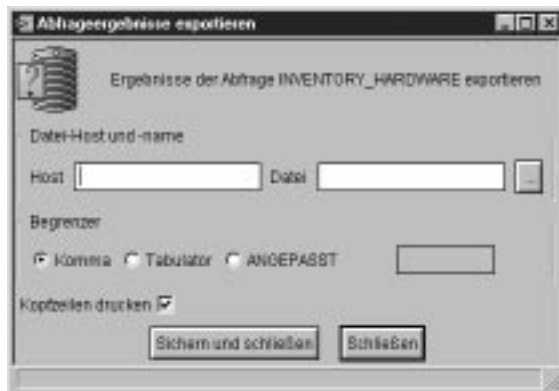 Abfrageergebnisse exportieren
Ergebnisse der Abfrage INVENTORY_HARDWARE exportieren
Datei-Host und -name
Host Datei ...
Begrenzer
Komma Tabulator ANGEPASST
Kopfzeilen drucken
Sichern und schließen Schließen